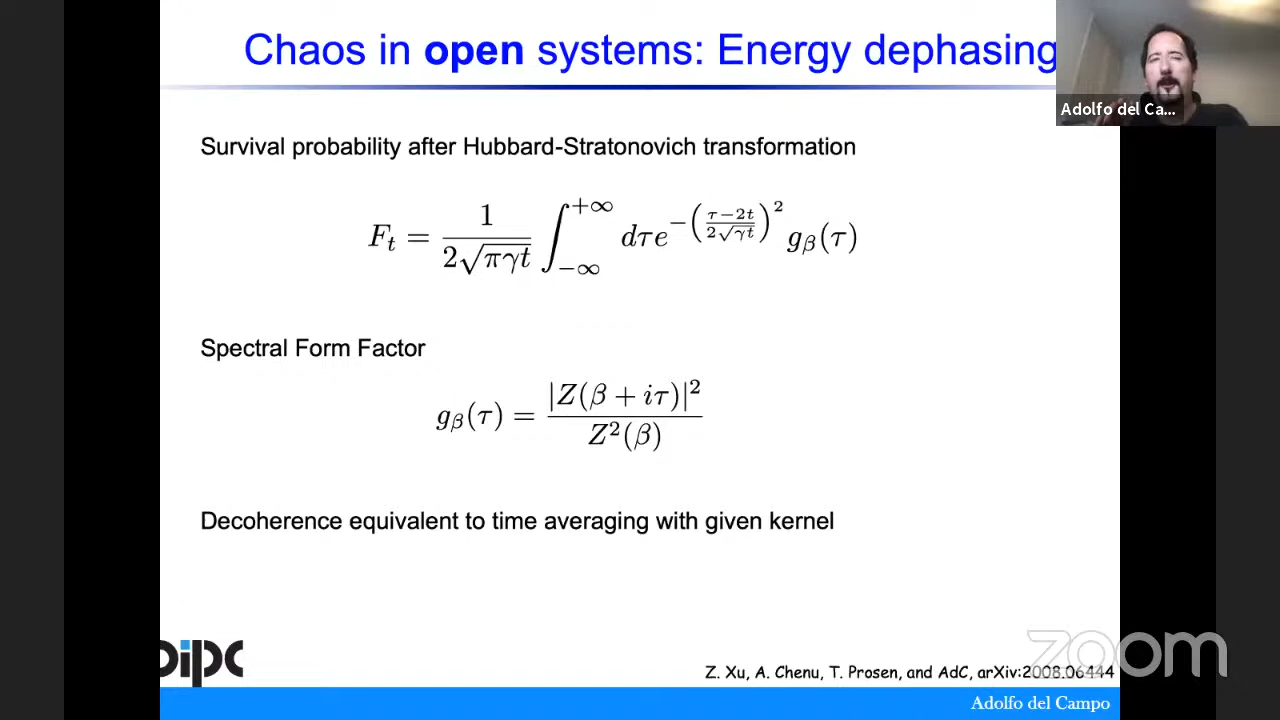 Chaos in open systems: Energy dephasing
Adolfo del Ca...
Survival probability after Hubbard-Stratonovich transformation
F_t = \frac{1}{2\sqrt{\pi\gamma t}} \int_{-\infty}^{+\infty} d\tau e^{-\left(\frac{\tau-2t}{2\sqrt{\gamma t}}\right)^2} g_\beta(\tau)
Spectral Form Factor
g_\beta(\tau) = \frac{|Z(\beta + i\tau)|^2}{Z^2(\beta)}
Decoherence equivalent to time averaging with given kernel
dipc
zoom
Z. Xu, A. Chenu, T. Prosen, and AdC, arXiv:2008.06444
Adolfo del Campo